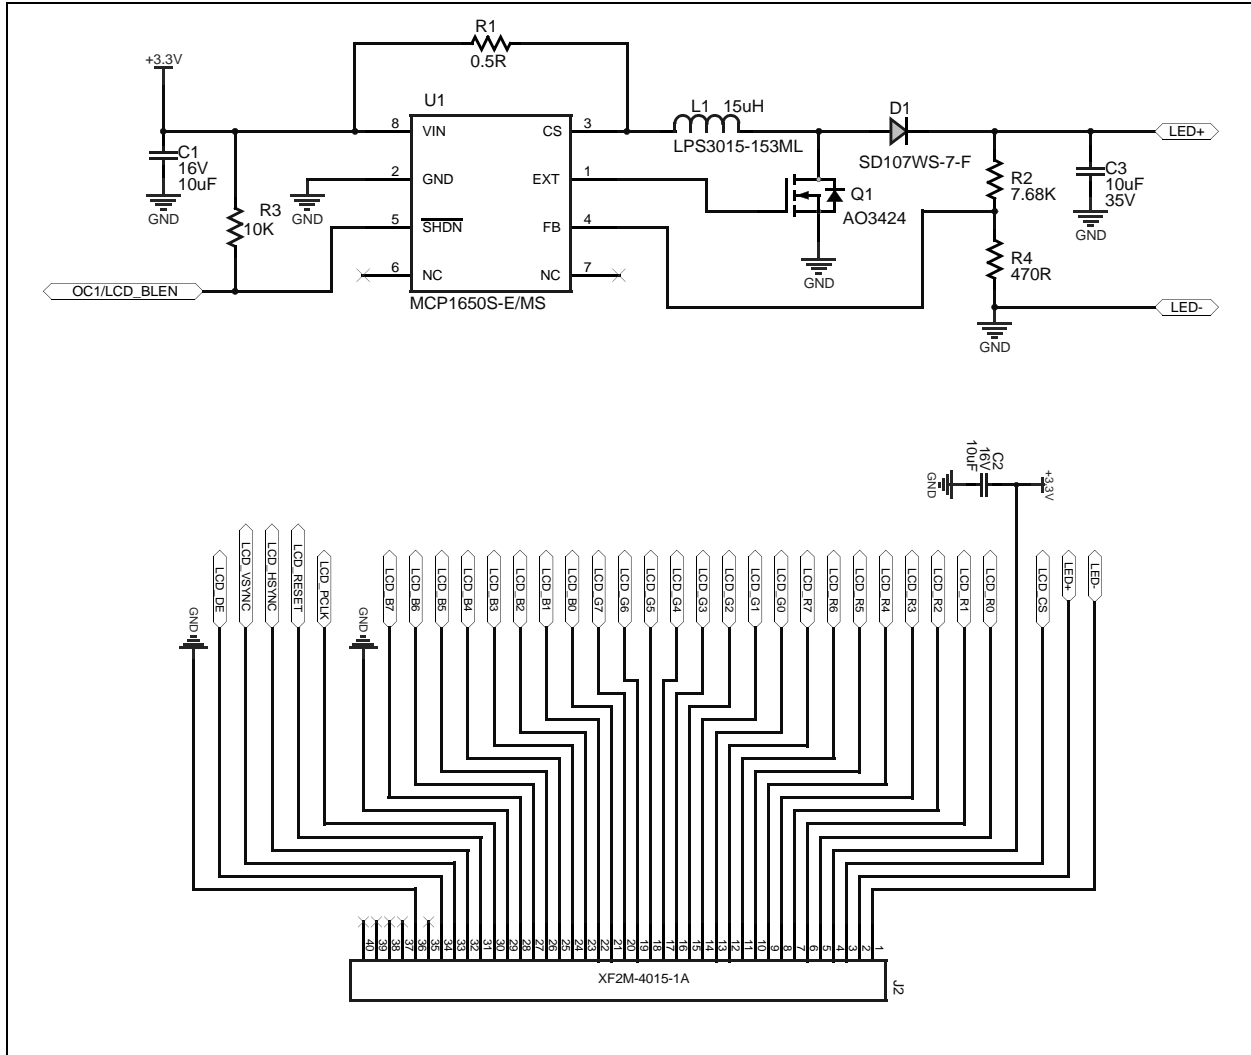 R1
0.5R
+3.3V
U1
8 VIN CS 3
2 GND EXT 1
5 SHDN FB 4
6 NC NC 7
MCP1650S-E/MS
L1 15uH
LPS3015-153ML
D1
SD107WS-7-F
LED+
C1
16V
10uF
GND
GND
R3
10K
OC1/LCD_BLEN
Q1
AO3424
GND
R2
7.68K
C3
10uF
35V
GND
R4
470R
LED-
GND
C2
16V
10uF
GND
+3.3V
GND
LCD_DE
LCD_VSYNC
LCD_HSYNC
LCD_RESET
LCD_PCLK
GND
LCD_B7
LCD_B6
LCD_B5
LCD_B4
LCD_B3
LCD_B2
LCD_B1
LCD_B0
LCD_G7
LCD_G6
LCD_G5
LCD_G4
LCD_G3
LCD_G2
LCD_G1
LCD_G0
LCD_R7
LCD_R6
LCD_R5
LCD_R4
LCD_R3
LCD_R2
LCD_R1
LCD_R0
LCD_CS
LED+
LED-
40
39
38
37
36
35
34
33
32
31
30
29
28
27
26
25
24
23
22
21
20
19
18
17
16
15
14
13
12
11
10
9
8
7
6
5
4
3
2
1
XF2M-4015-1A
J2